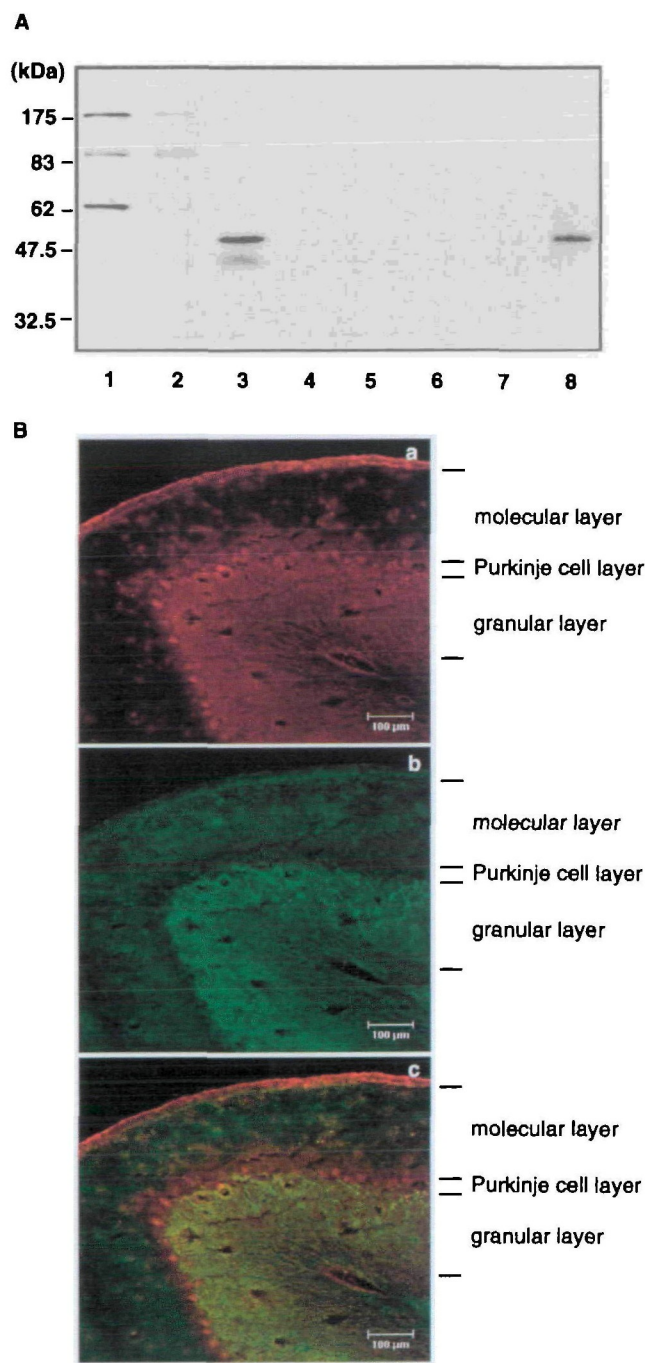 A
(kDa)
175
83
62
47.5
32.5
1 2 3 4 5 6 7 8
B
a
molecular layer
Purkinje cell layer
granular layer
100 µm
b
molecular layer
Purkinje cell layer
granular layer
100 µm
c
molecular layer
Purkinje cell layer
granular layer
100 µm